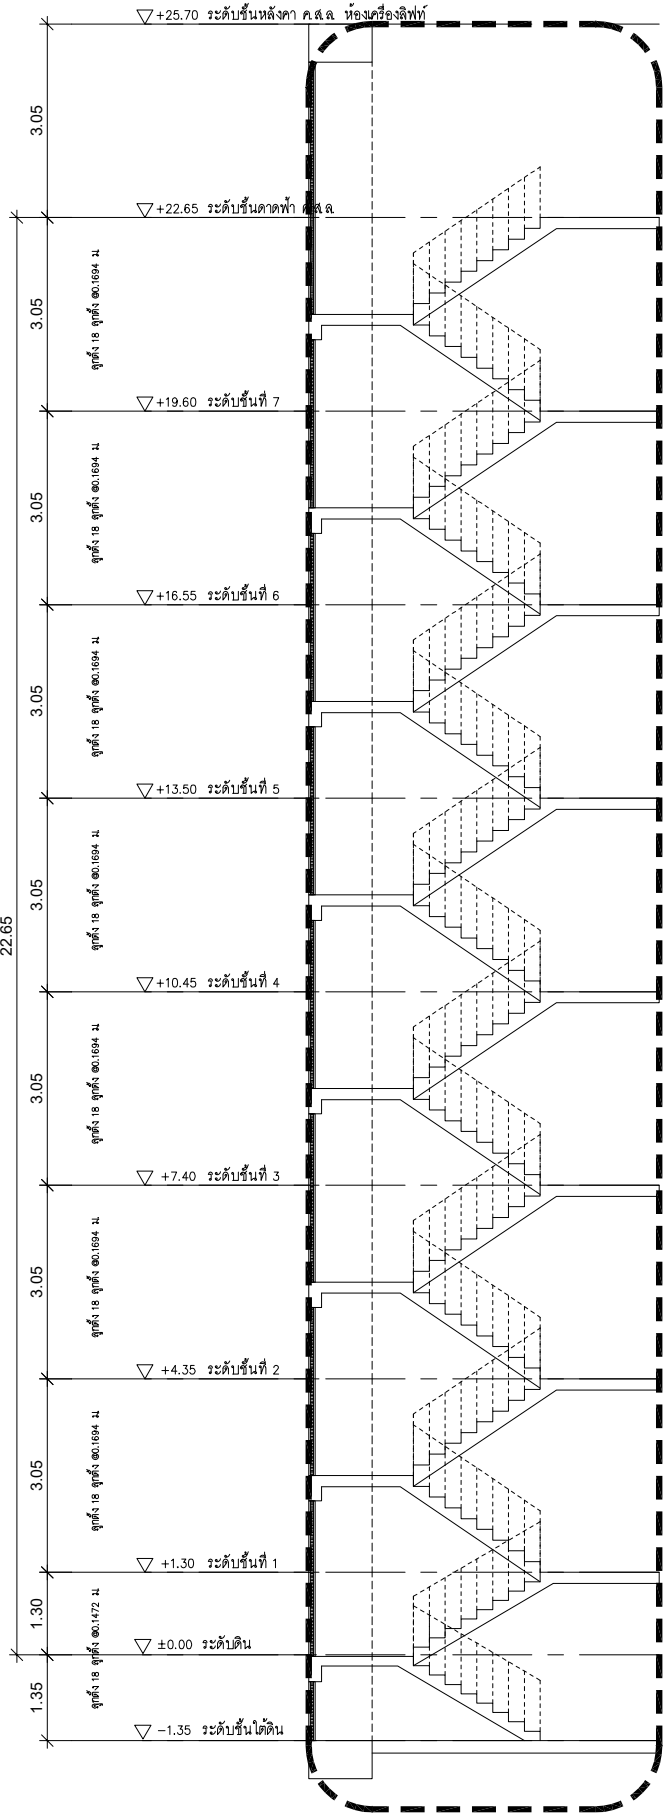 +25.70 ระดับชั้นหลังคา ค.ส.ล. ห้องเครื่องลิฟท์
3.05
+22.65 ระดับชั้นดาดฟ้า ค.ส.ล.
3.05
ลูกตั้ง 18 ลูกตั้ง @0.1694 ม.
+19.60 ระดับชั้นที่ 7
3.05
ลูกตั้ง 18 ลูกตั้ง @0.1694 ม.
+16.55 ระดับชั้นที่ 6
3.05
ลูกตั้ง 18 ลูกตั้ง @0.1694 ม.
+13.50 ระดับชั้นที่ 5
22.65
3.05
ลูกตั้ง 18 ลูกตั้ง @0.1694 ม.
+10.45 ระดับชั้นที่ 4
3.05
ลูกตั้ง 18 ลูกตั้ง @0.1694 ม.
+7.40 ระดับชั้นที่ 3
3.05
ลูกตั้ง 18 ลูกตั้ง @0.1694 ม.
+4.35 ระดับชั้นที่ 2
3.05
ลูกตั้ง 18 ลูกตั้ง @0.1694 ม.
+1.30 ระดับชั้นที่ 1
1.30
ลูกตั้ง 18 ลูกตั้ง @0.1472 ม.
±0.00 ระดับดิน
1.35
-1.35 ระดับชั้นใต้ดิน